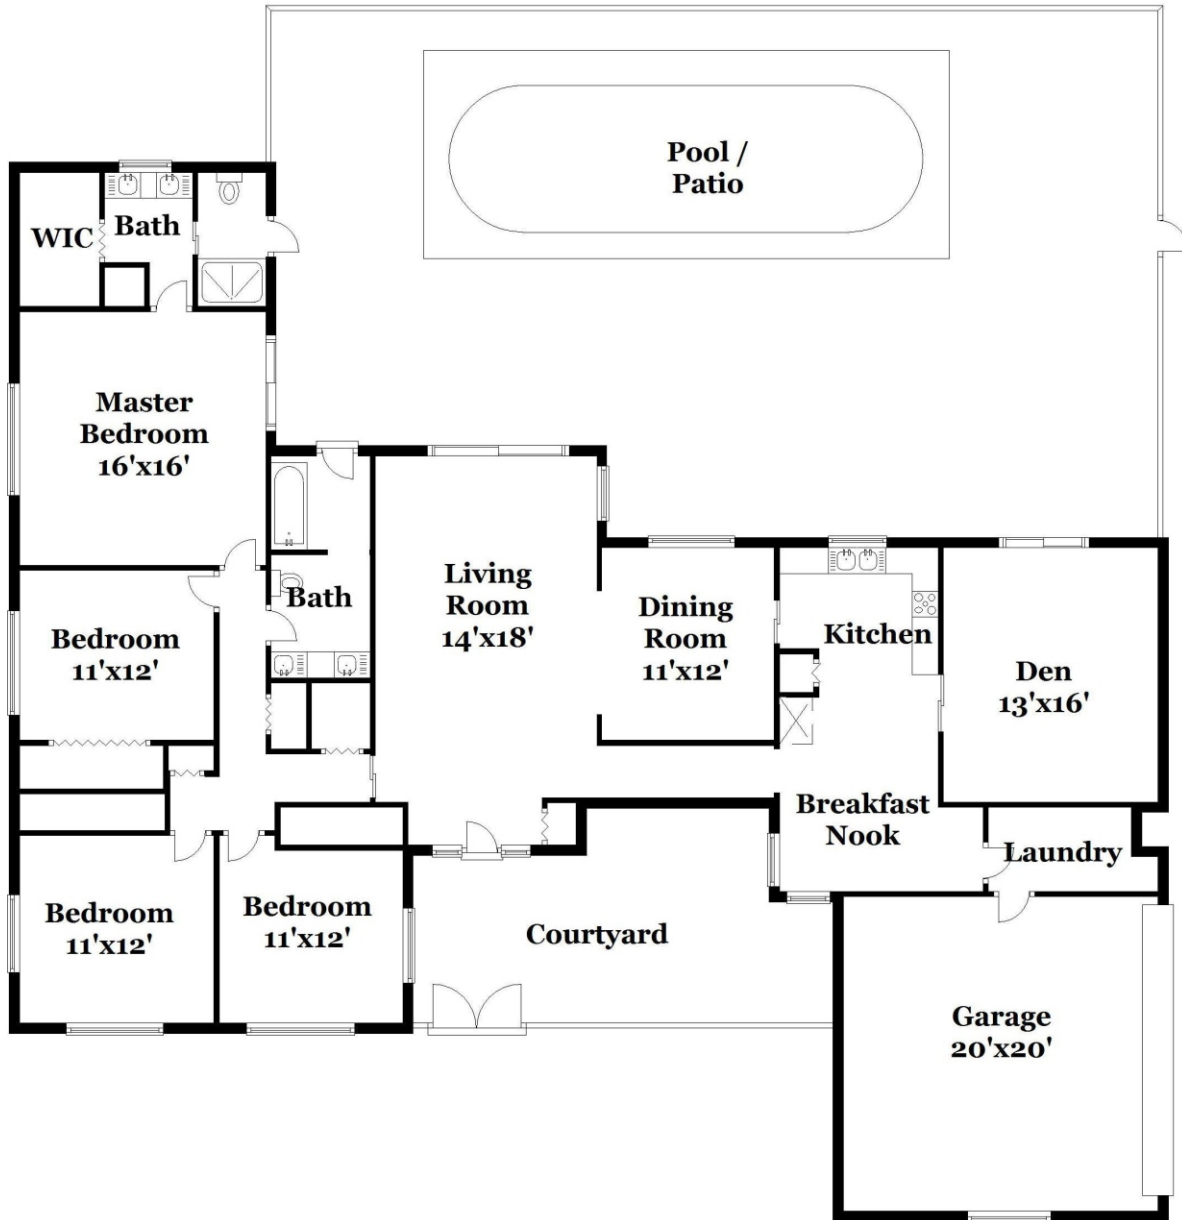 Pool /
Patio
WIC
Bath
Master
Bedroom
16'x16'
Bedroom
11'x12'
Bath
Living
Room
14'x18'
Dining
Room
11'x12'
Kitchen
Den
13'x16'
Breakfast
Nook
Laundry
Bedroom
11'x12'
Bedroom
11'x12'
Courtyard
Garage
20'x20'